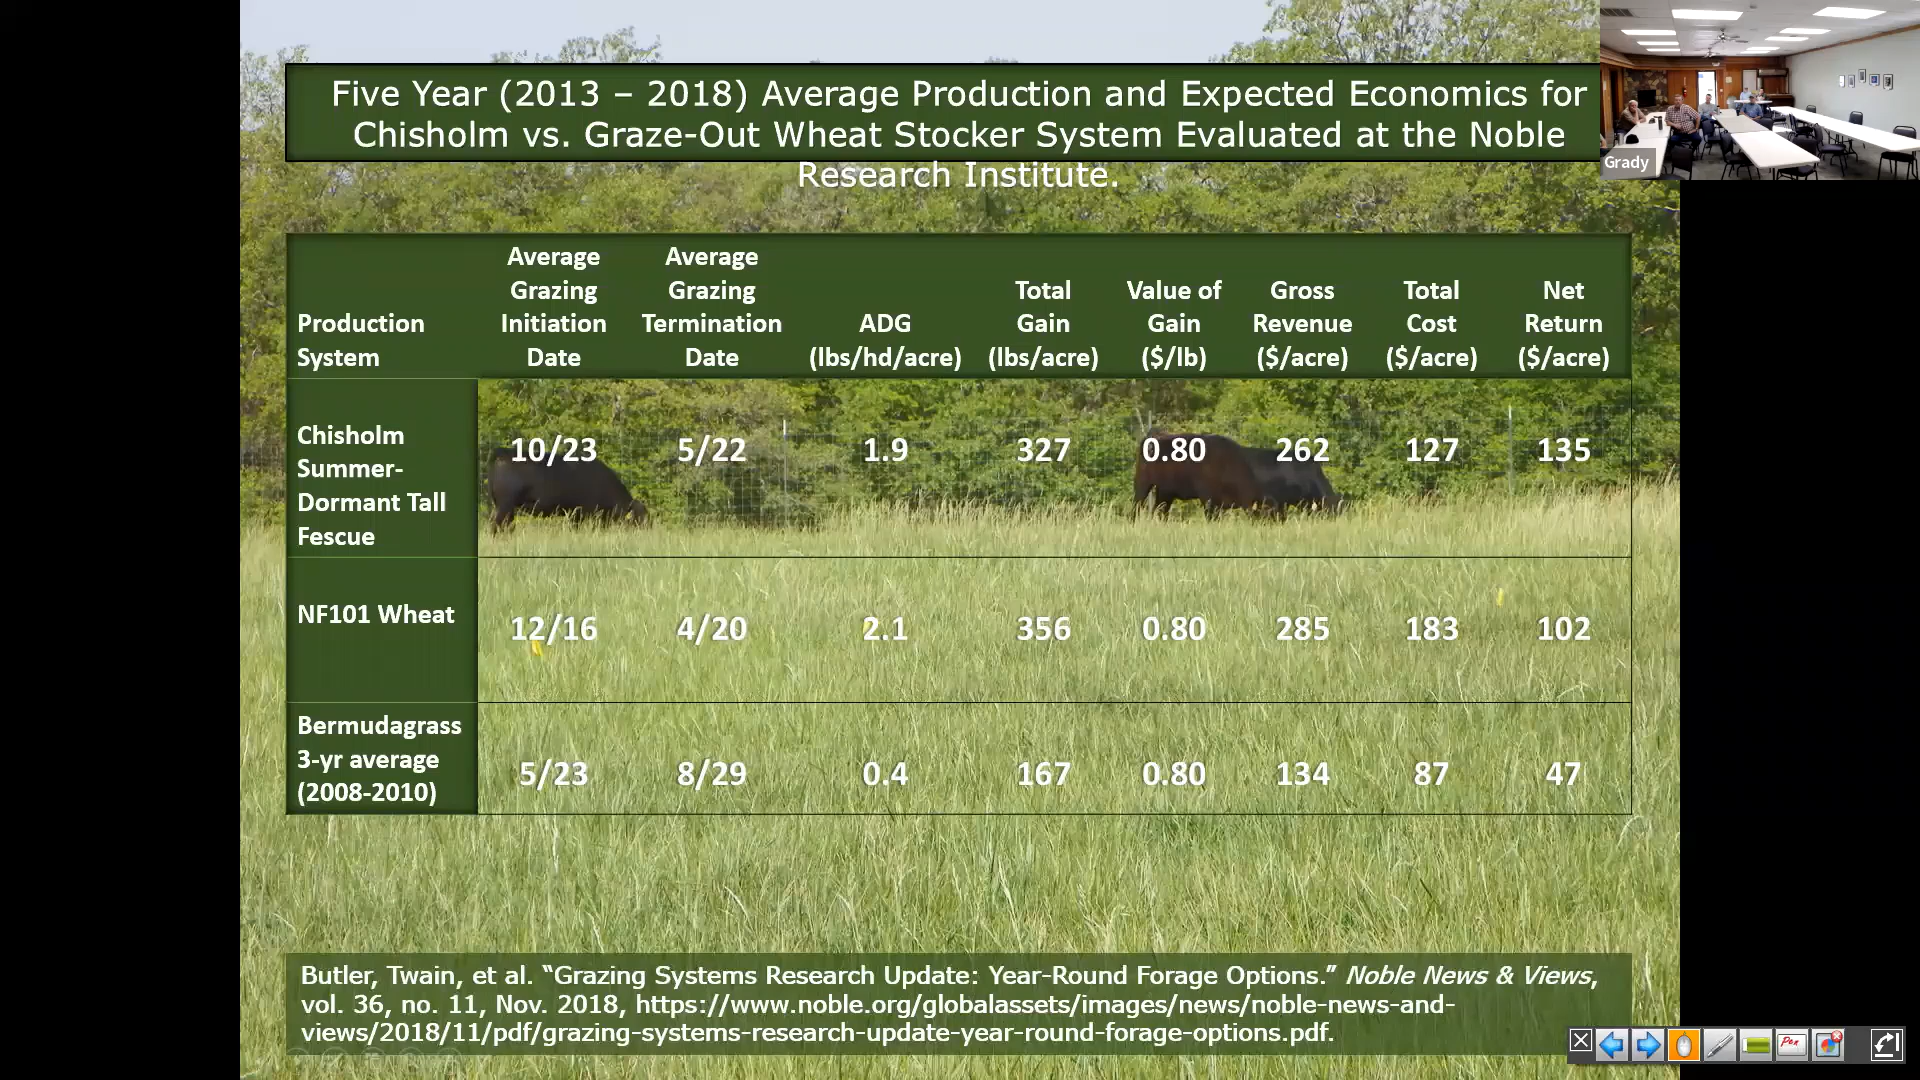 Five Year (2013 – 2018) Average Production and Expected Economics for
Chisholm vs. Graze-Out Wheat Stocker System Evaluated at the Noble
Research Institute.
Grady
Production System
Average Grazing Initiation Date
Average Grazing Termination Date
ADG (lbs/hd/acre)
Total Gain (lbs/acre)
Value of Gain ($/lb)
Gross Revenue ($/acre)
Total Cost ($/acre)
Net Return ($/acre)
Chisholm Summer-Dormant Tall Fescue 10/23 5/22 1.9 327 0.80 262 127 135
NF101 Wheat 12/16 4/20 2.1 356 0.80 285 183 102
Bermudagrass 3-yr average (2008-2010) 5/23 8/29 0.4 167 0.80 134 87 47
Butler, Twain, et al. “Grazing Systems Research Update: Year-Round Forage Options.” Noble News & Views,
vol. 36, no. 11, Nov. 2018, https://www.noble.org/globalassets/images/news/noble-news-and-
views/2018/11/pdf/grazing-systems-research-update-year-round-forage-options.pdf.
Pen